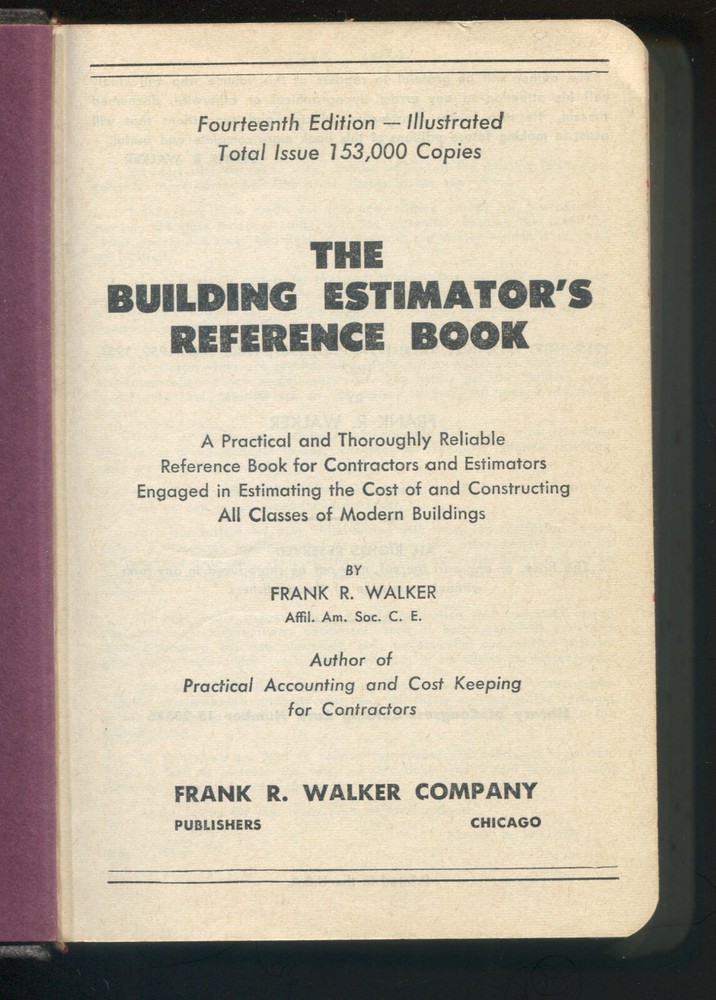 Fourteenth Edition — Illustrated
Total Issue 153,000 Copies
THE
BUILDING ESTIMATOR'S
REFERENCE BOOK
A Practical and Thoroughly Reliable
Reference Book for Contractors and Estimators
Engaged in Estimating the Cost of and Constructing
All Classes of Modern Buildings
BY
FRANK R. WALKER
Affil. Am. Soc. C. E.
Author of
Practical Accounting and Cost Keeping
for Contractors
FRANK R. WALKER COMPANY
PUBLISHERS CHICAGO